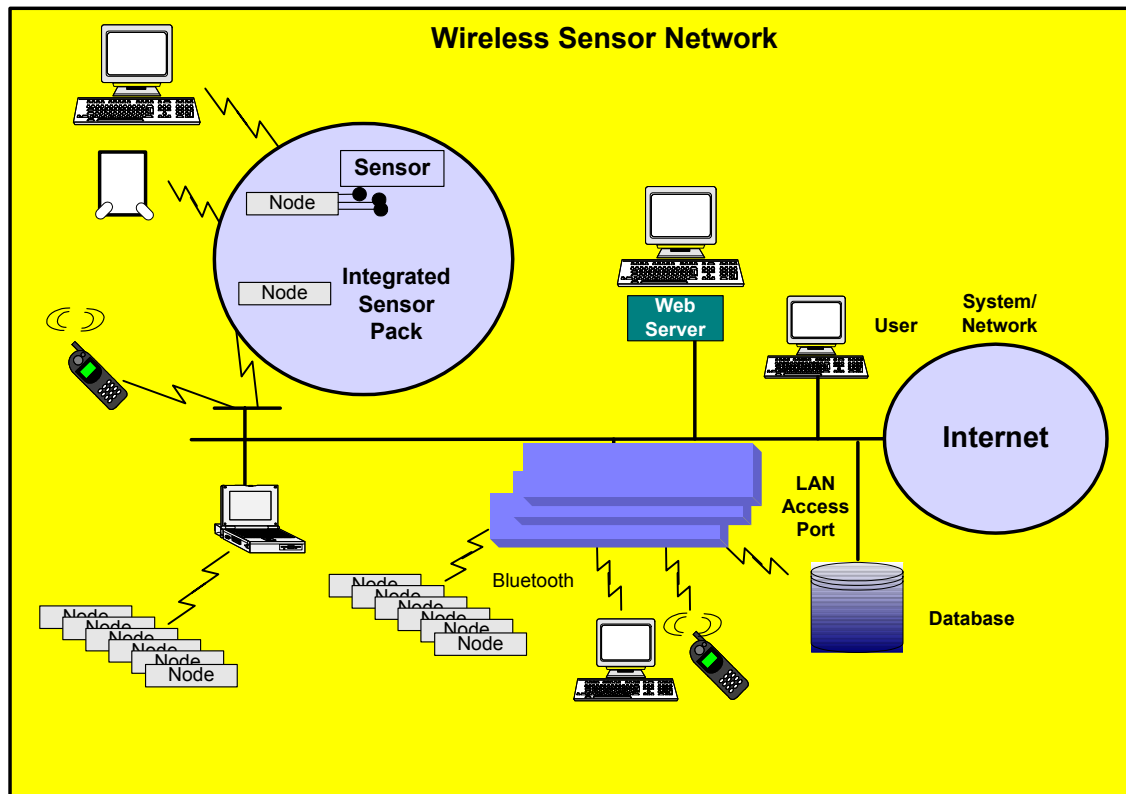 Wireless Sensor Network
Sensor
Node
Node
Integrated
Sensor
Pack
Web
Server
User
System/
Network
Internet
LAN
Access
Port
Bluetooth
Database
Node
Node
Node
Node
Node
Node
Node
Node
Node
Node
Node
Node